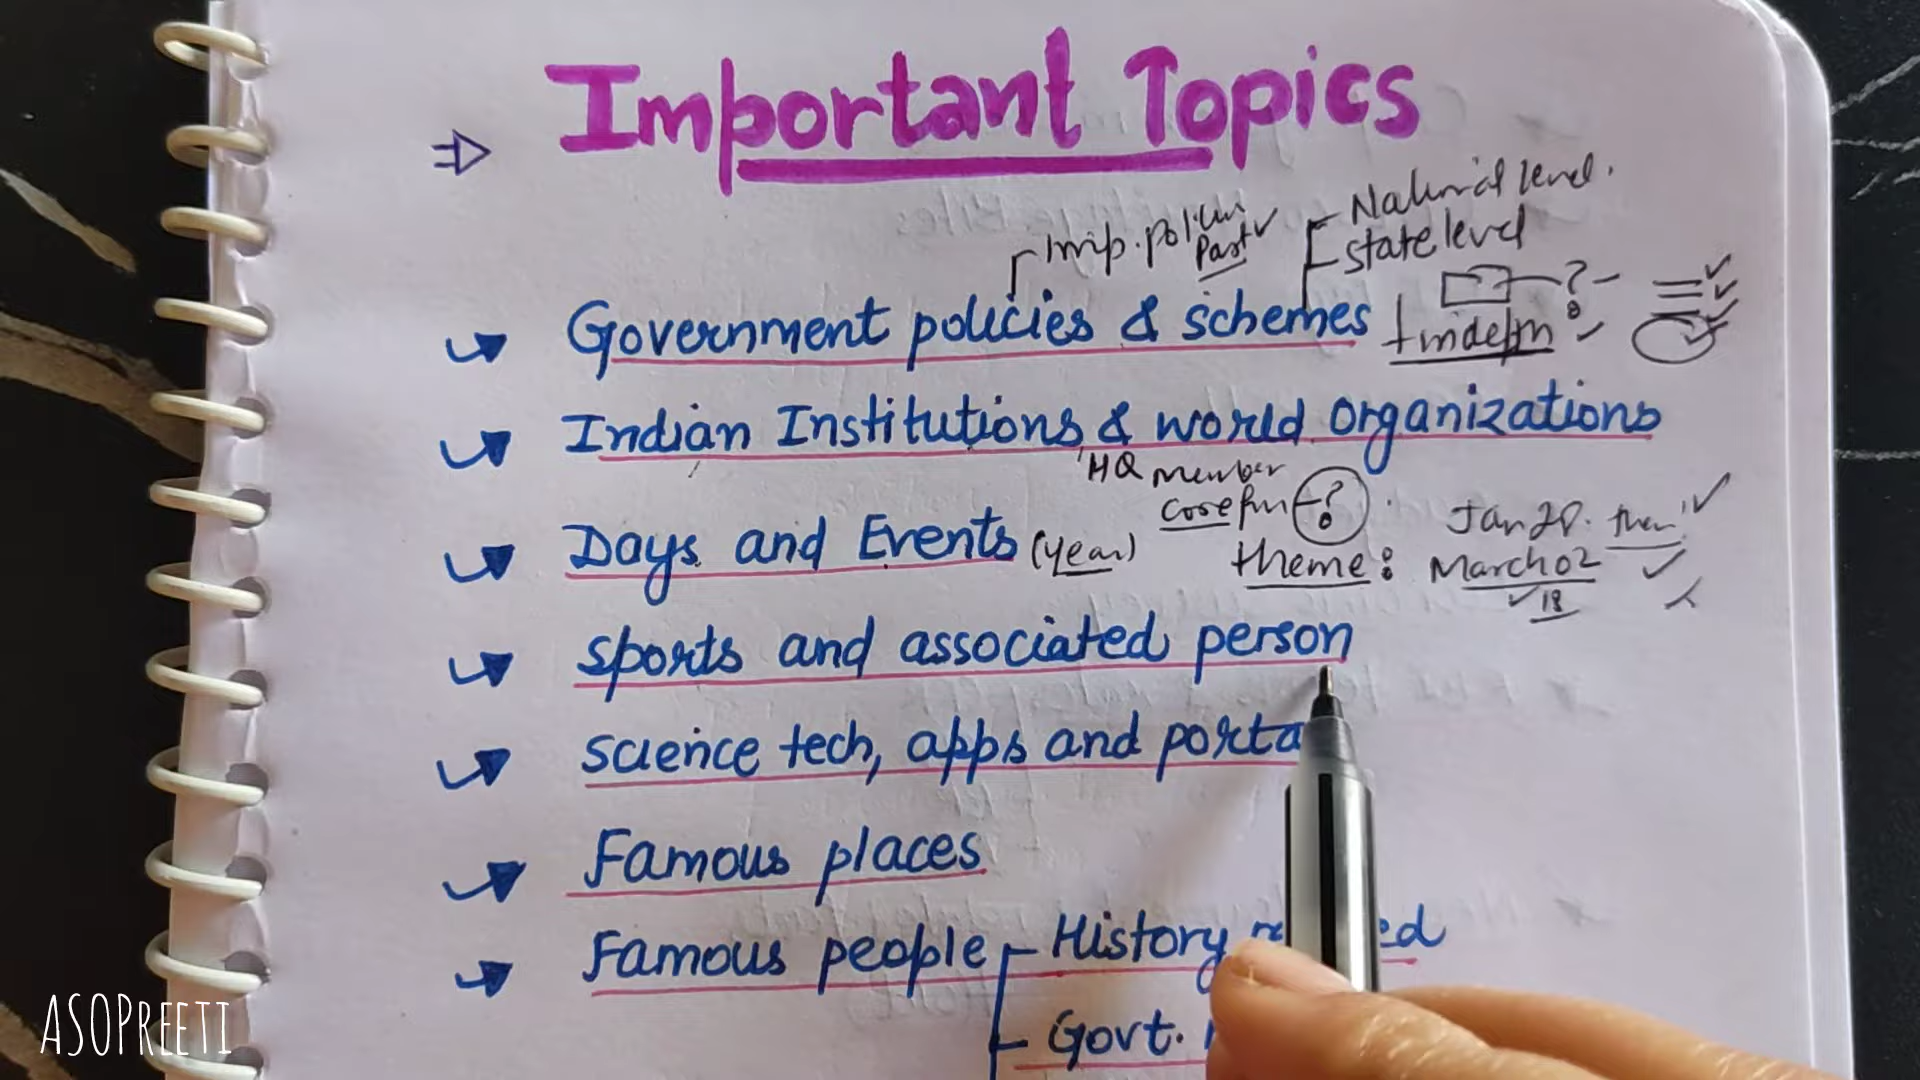 Important Topics
Imp. policies
Past
National level.
State level
Government policies & schemes
?
Indian Institutions & world organizations
HQ member
core fun ?
Days and Events (year)
theme:
Jan 28. them
March 02
18
sports and associated person
science tech, apps and porta
Famous places
Famous people
History
Govt.
ASOPREETI